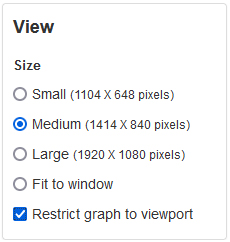 View
Size
Small (1104 X 648 pixels)
Medium (1414 X 840 pixels)
Large (1920 X 1080 pixels)
Fit to window
Restrict graph to viewport